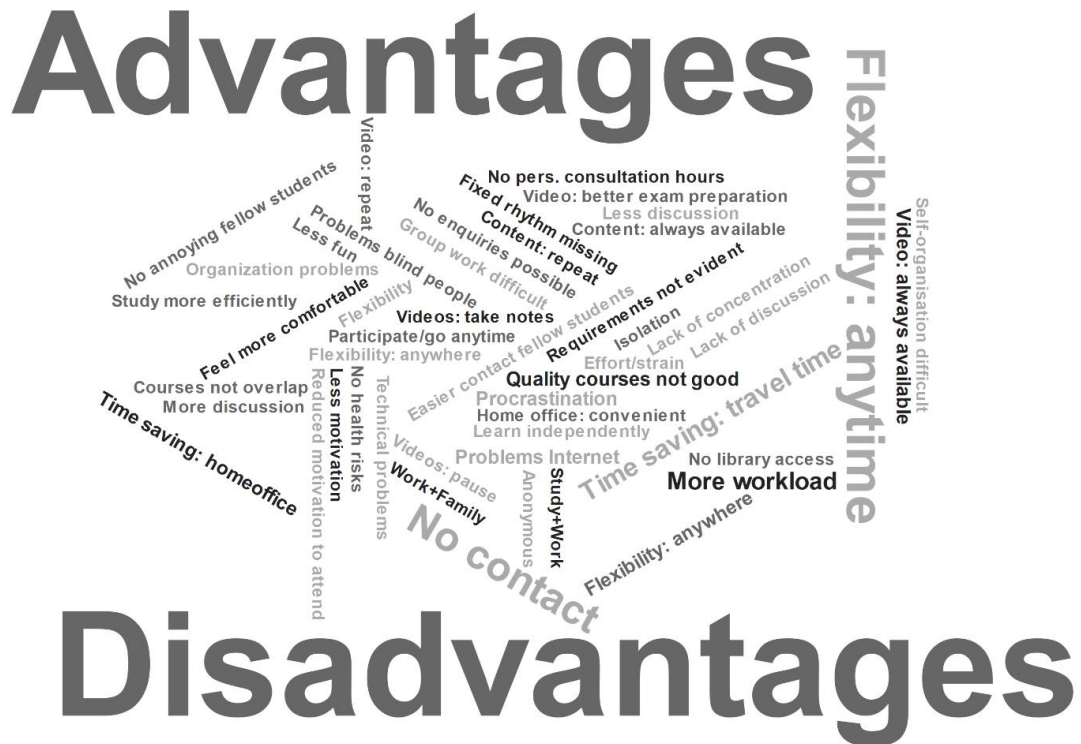 Advantages
Flexibility: anytime
Video: repeat
No annoying fellow students
No pers. consultation hours
Fixed rhythm missing
Video: better exam preparation
Less discussion
Content: repeat
Content: always available
No enquiries possible
Group work difficult
Problems blind people
Less fun
Organization problems
Study more efficiently
Feel more comfortable
Flexibility
Videos: take notes
Participate/go anytime
Flexibility: anywhere
Easier contact fellow students
Requirements not evident
Isolation
Lack of concentration
Lack of discussion
Effort/strain
Quality courses not good
Procrastination
Home office: convenient
Learn independently
Problems Internet
Time saving: travel time
Self-organisation difficult
Video: always available
Courses not overlap
More discussion
Time saving: homeoffice
Reduced motivation to attend
Less motivation
No health risks
Technical problems
Videos: pause
Work+Family
Anonymous
Study+Work
No library access
More workload
Flexibility: anywhere
No contact
Disadvantages